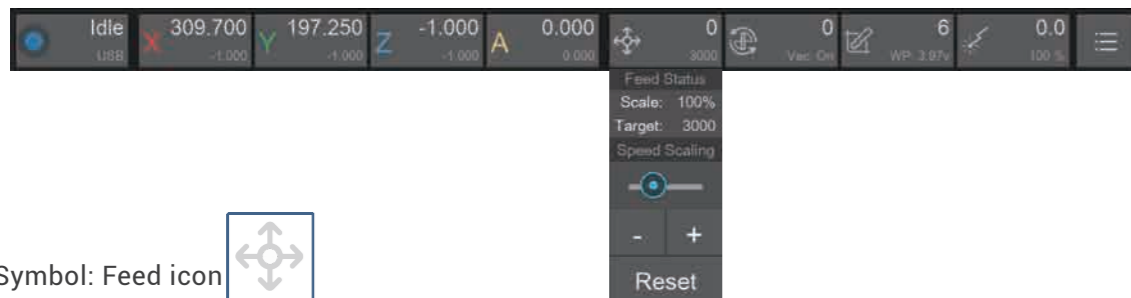 Idle
USB
X 309.700
-1.000
Y 197.250
-1.000
Z -1.000
-1.000
A 0.000
0.000
0
3000
0
Vac: On
6
WP: 3.97v
0.0
100 %
Feed Status
Scale: 100%
Target: 3000
Speed Scaling
- +
Reset
Symbol: Feed icon